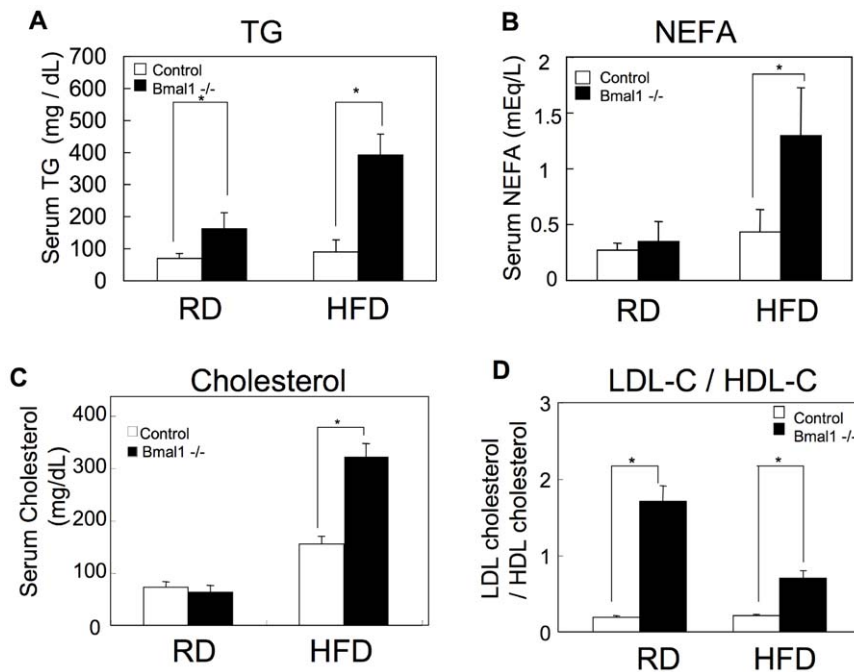 A
TG
Serum TG (mg / dL)
700
600
500
400
300
200
100
0
Control
Bmal1 -/-
*
*
RD
HFD
B
NEFA
Serum NEFA (mEq/L)
2
1.5
1
0.5
0
Control
Bmal1 -/-
*
RD
HFD
C
Cholesterol
Serum Cholesterol
(mg/dL)
400
300
200
100
0
Control
Bmal1 -/-
*
RD
HFD
D
LDL-C / HDL-C
LDL cholesterol
/ HDL cholesterol
3
2
1
0
Control
Bmal1 -/-
*
*
RD
HFD